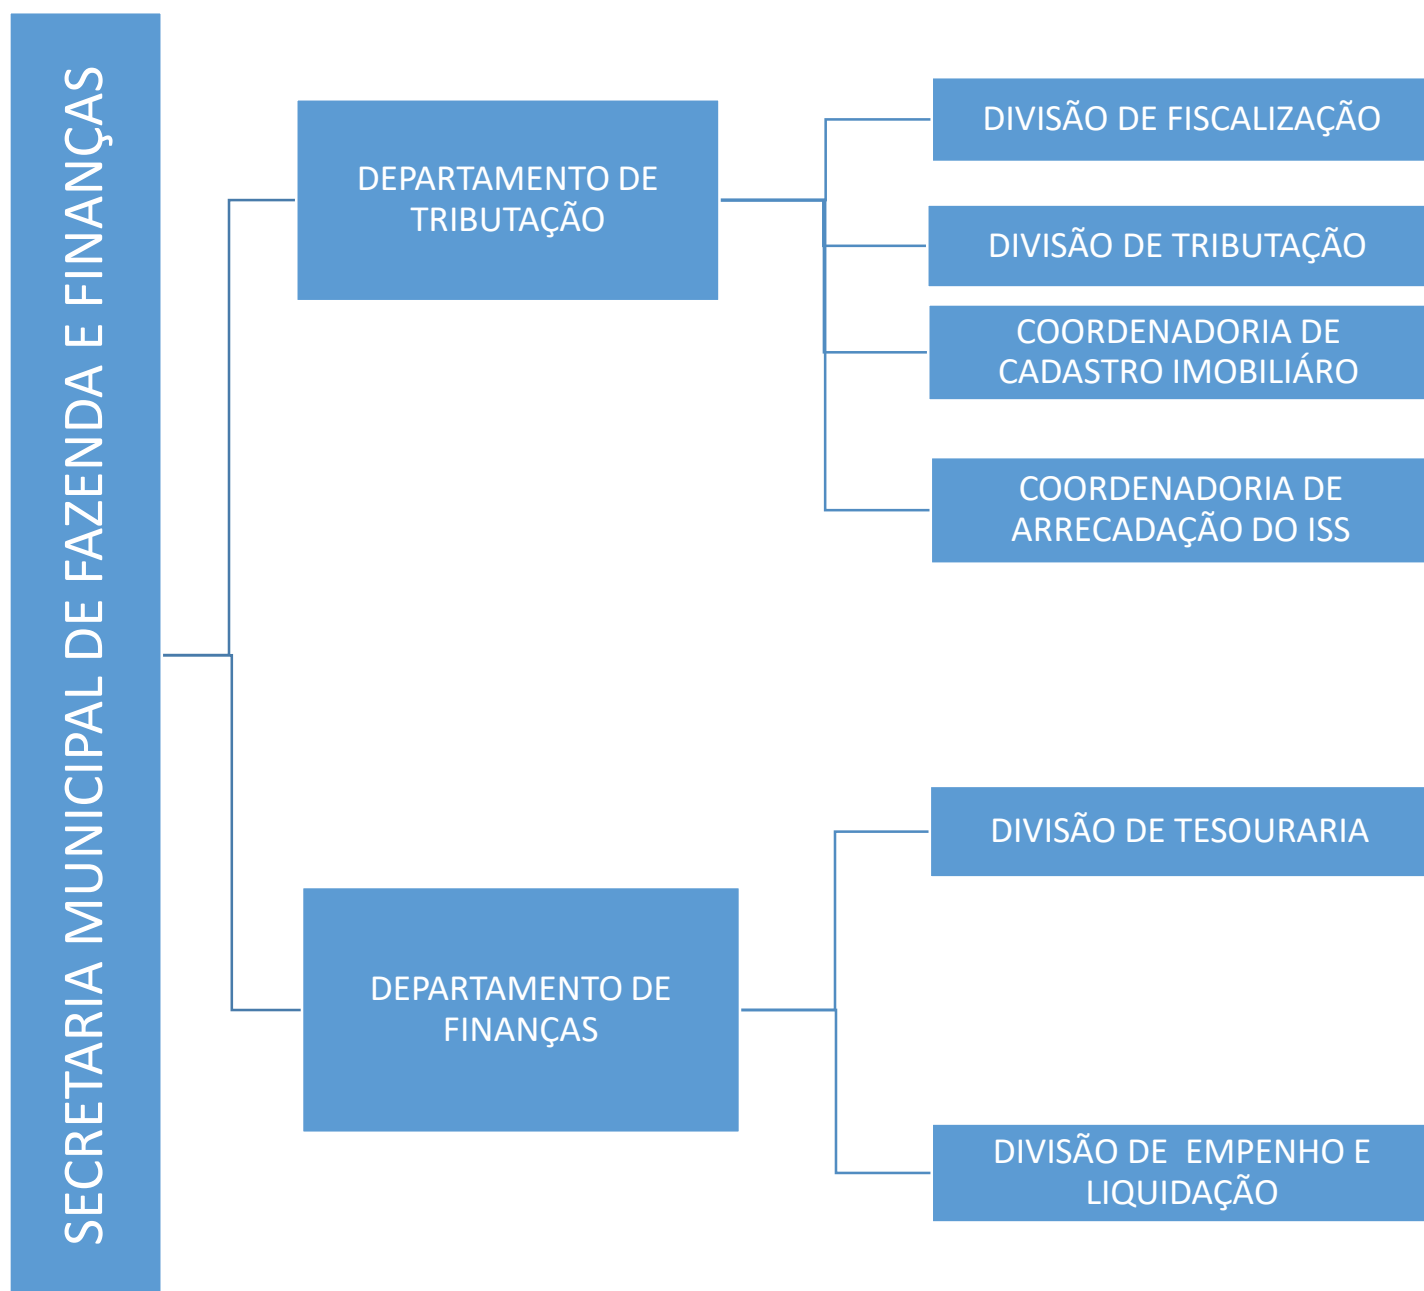 SECRETARIA MUNICIPAL DE FAZENDA E FINANÇAS
DEPARTAMENTO DE
TRIBUTAÇÃO
DIVISÃO DE FISCALIZAÇÃO
DIVISÃO DE TRIBUTAÇÃO
COORDENADORIA DE
CADASTRO IMOBILIÁRO
COORDENADORIA DE
ARRECADAÇÃO DO ISS
DEPARTAMENTO DE
FINANÇAS
DIVISÃO DE TESOURARIA
DIVISÃO DE  EMPENHO E
LIQUIDAÇÃO